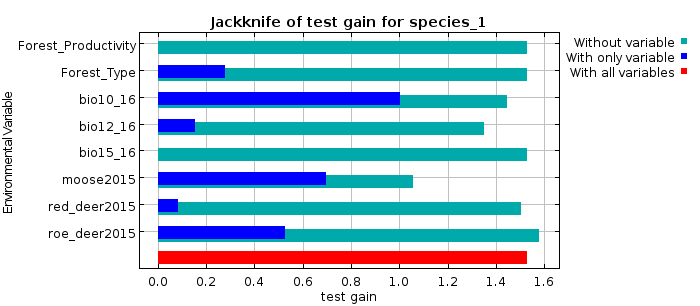 Jackknife of test gain for species_1
Forest_Productivity
Forest_Type
bio10_16
bio12_16
bio15_16
moose2015
red_deer2015
roe_deer2015
Environmental Variable
0.0 0.2 0.4 0.6 0.8 1.0 1.2 1.4 1.6
test gain
Without variable
With only variable
With all variables